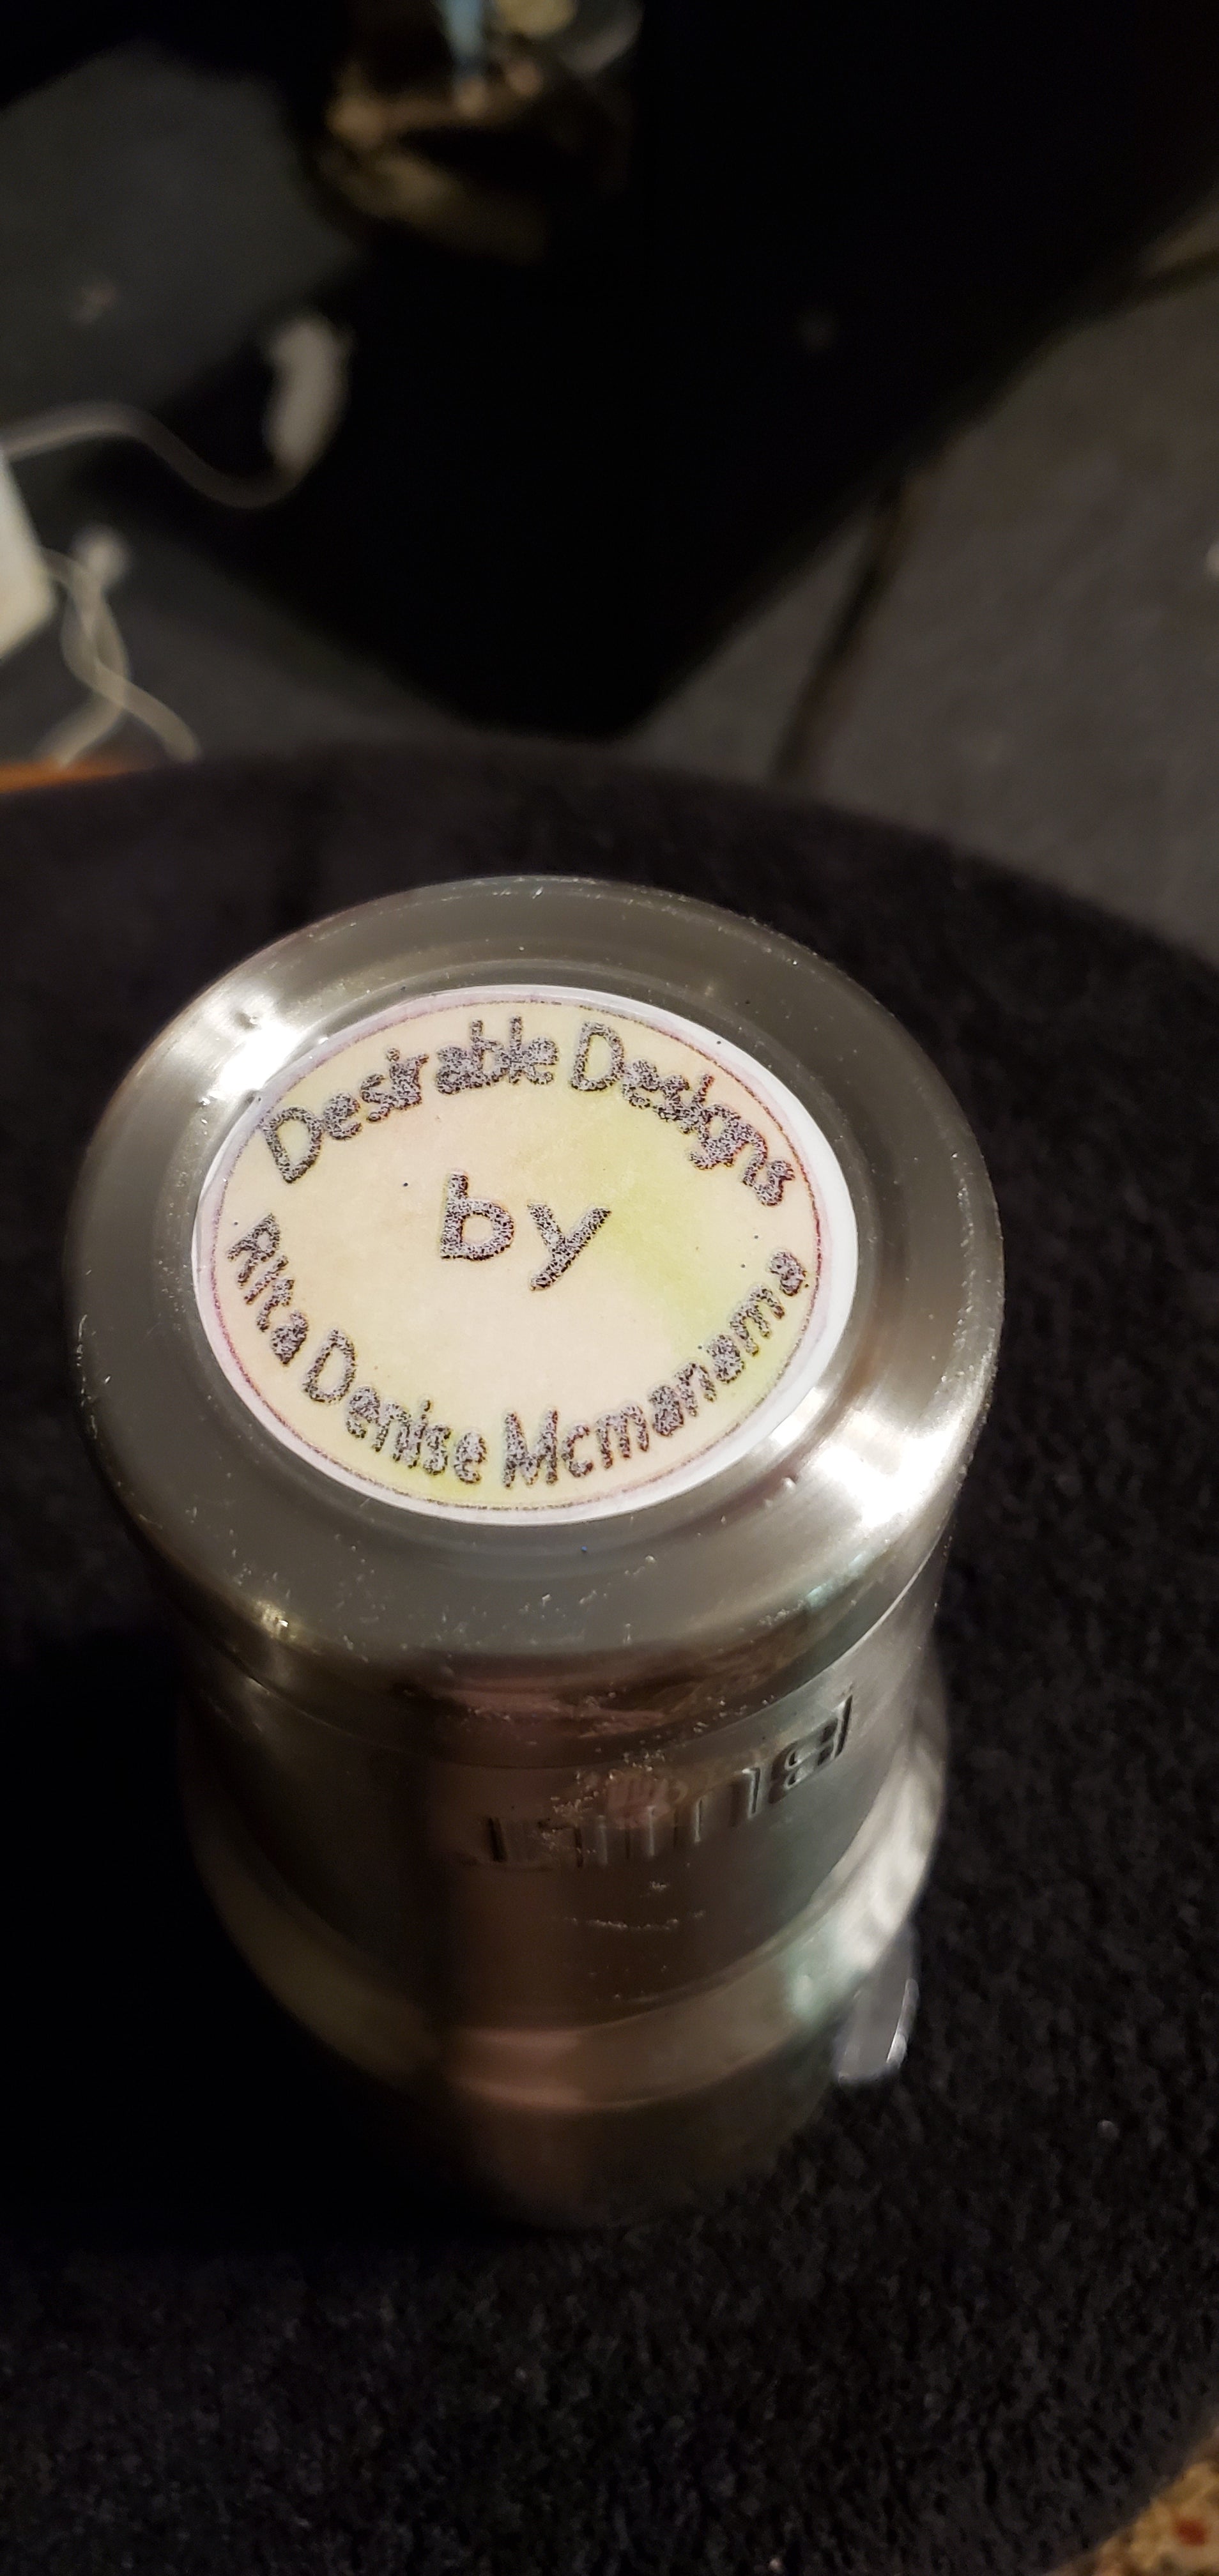 Desirable Designs
by
Rita Denise Mcmanama